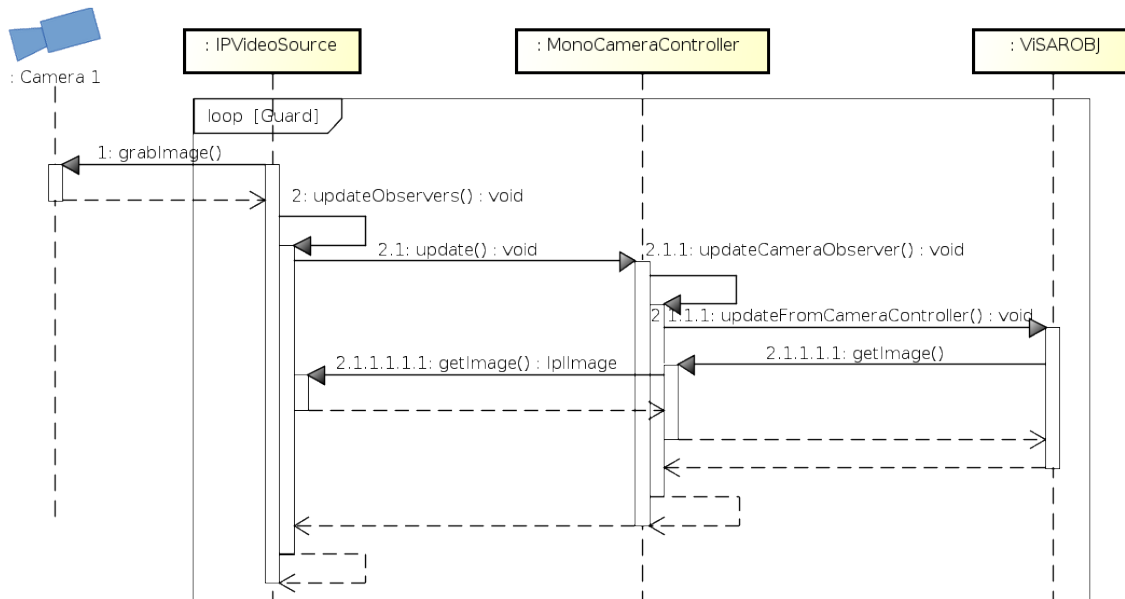 : IPVideoSource
: MonoCameraController
: ViSAROBJ
: Camera 1
loop [Guard]
1: grabImage()
2: updateObservers() : void
2.1: update() : void
2.1.1: updateCameraObserver() : void
2.1.1.1: updateFromCameraController() : void
2.1.1.1.1: getImage()
2.1.1.1.1.1: getImage() : IplImage